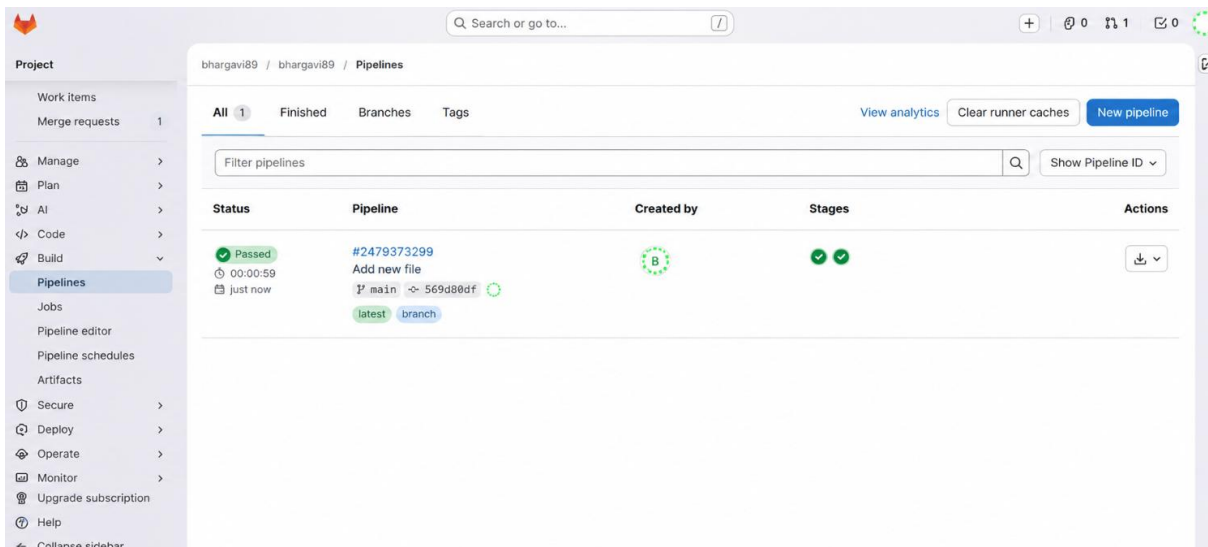 Search or go to... /
0 1 0
Project
bhargavi89 / bhargavi89 / Pipelines
Work items
Merge requests 1
Manage
Plan
AI
Code
Build
Pipelines
Jobs
Pipeline editor
Pipeline schedules
Artifacts
Secure
Deploy
Operate
Monitor
Upgrade subscription
Help
Collapse sidebar
All 1 Finished Branches Tags
View analytics Clear runner caches New pipeline
Filter pipelines Show Pipeline ID
Status Pipeline Created by Stages Actions
Passed
00:00:59
just now
#2479373299
Add new file
main 569d80df
latest branch
B